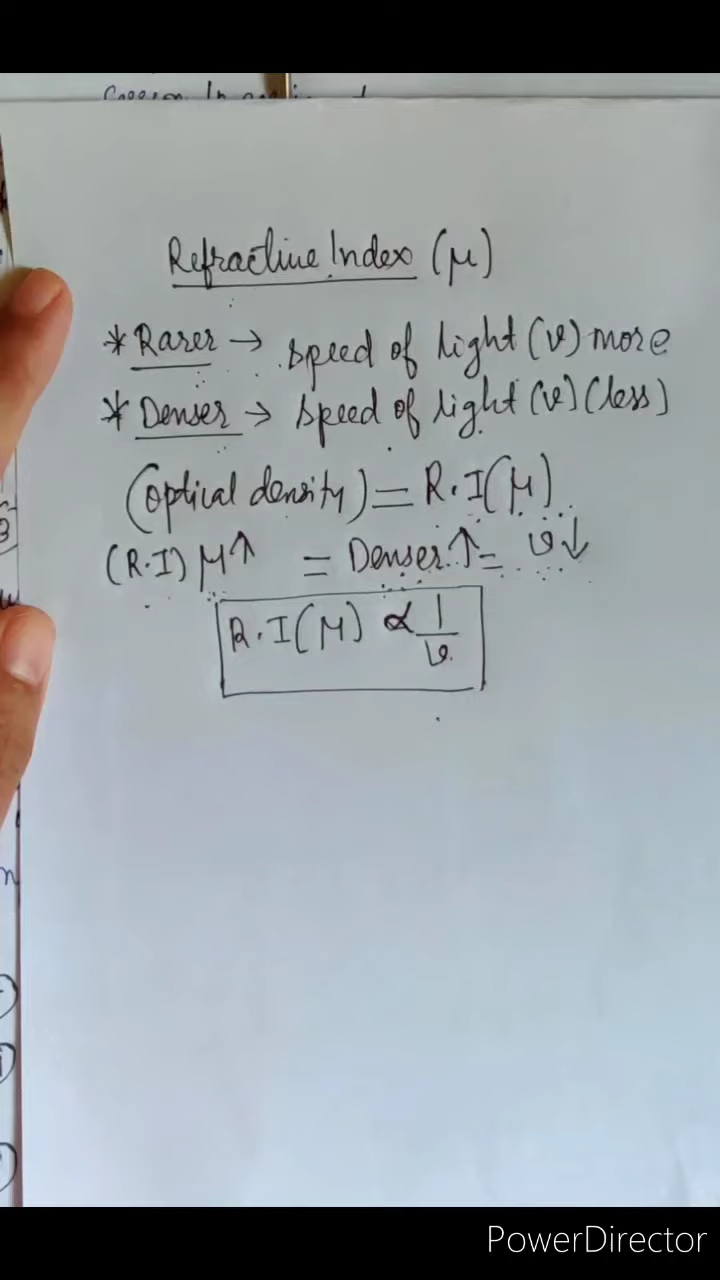 Refractive Index (μ)
* Rarer → speed of light (v) more
* Denser → speed of light (v) (less)
(optical density) = R.I (μ)
(R.I) μ↑ = Denser ↑ = v↓
R.I (μ) ∝ 1/v
PowerDirector